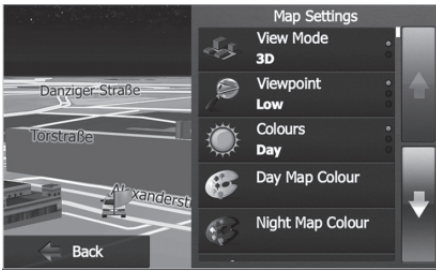 Map Settings
View Mode
3D
Danziger Straße
Viewpoint
Low
Torstraße
Colours
Day
Day Map Colour
Alexanderst
Night Map Colour
Back